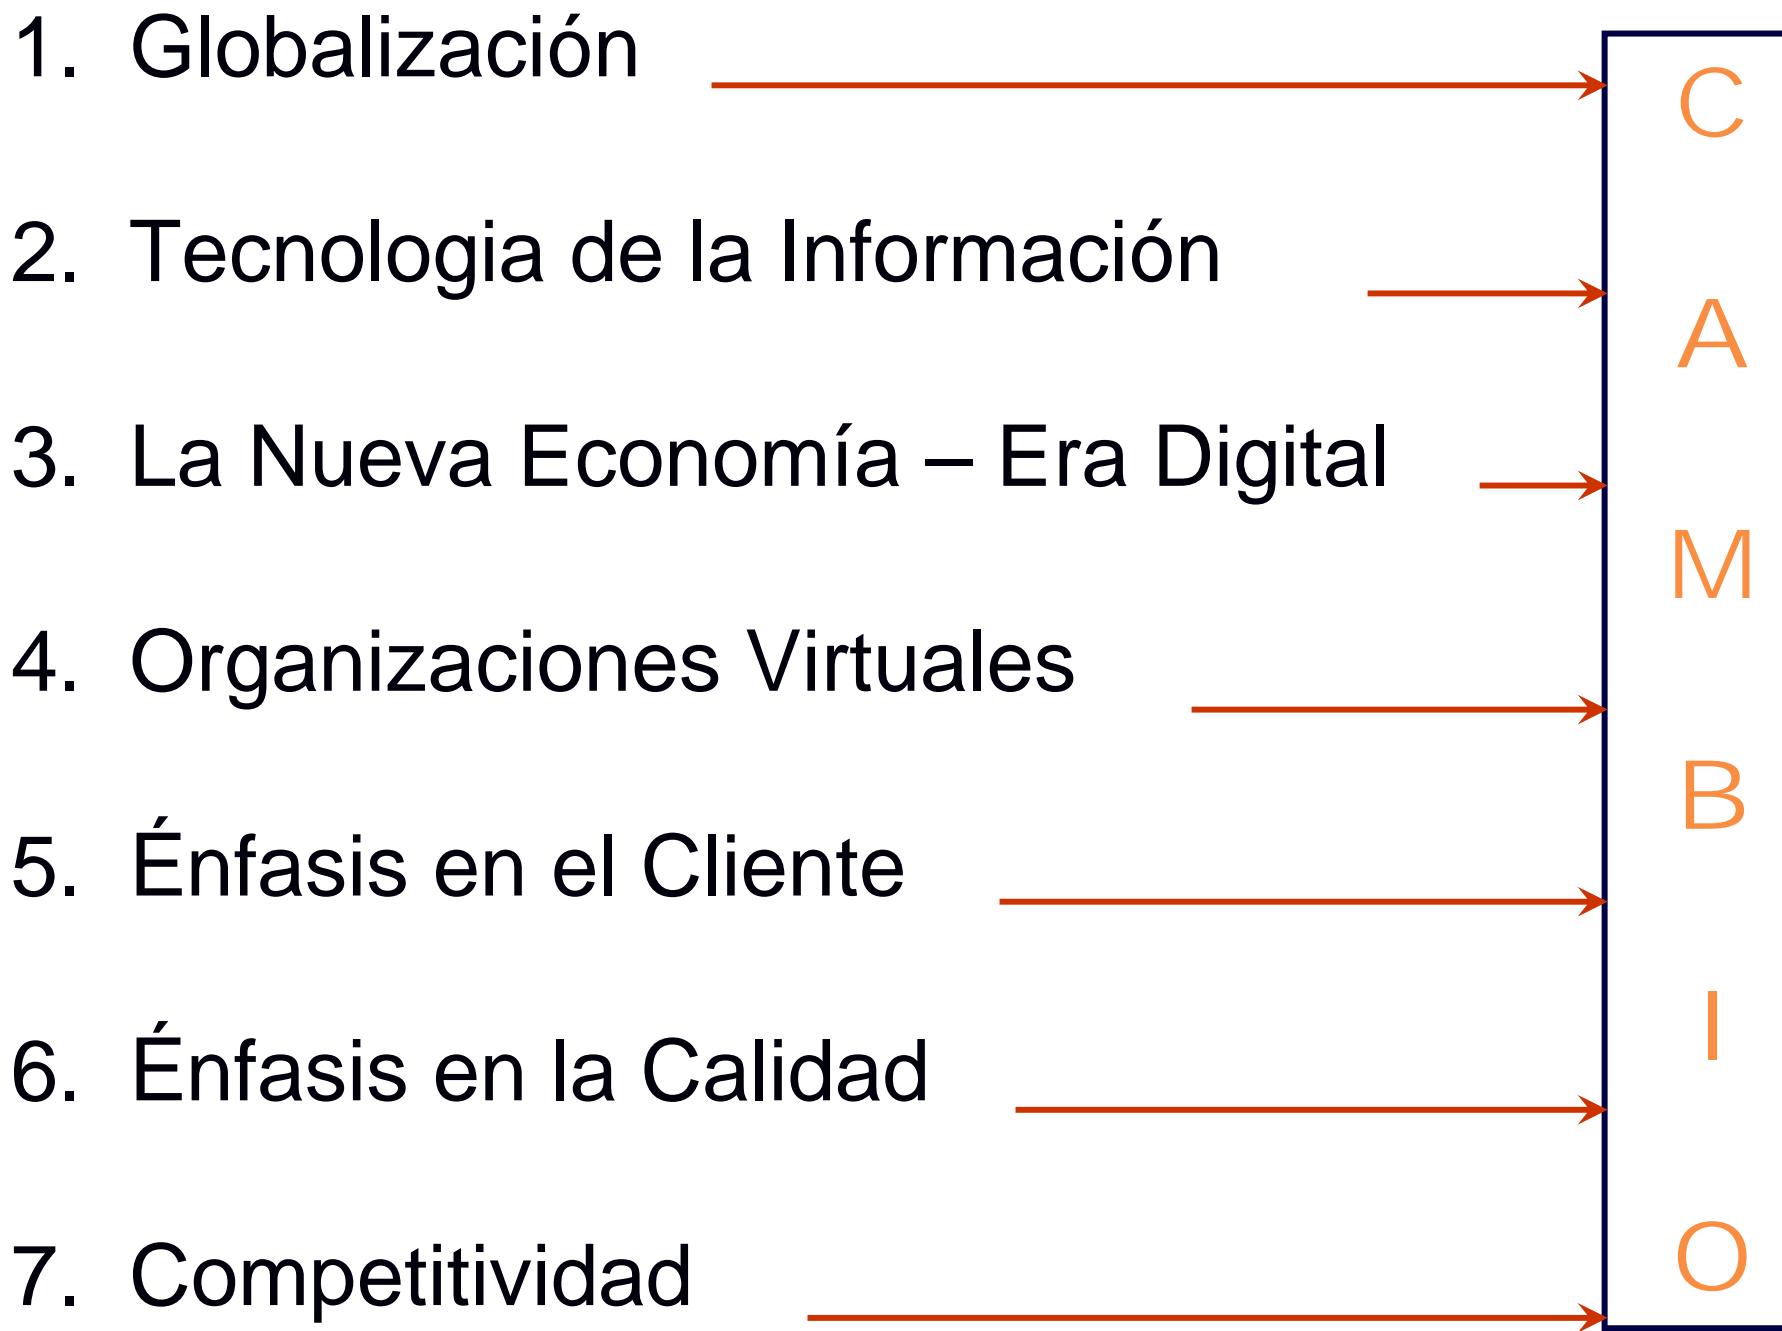 1. Globalización
2. Tecnologia de la Información
3. La Nueva Economía – Era Digital
4. Organizaciones Virtuales
5. Énfasis en el Cliente
6. Énfasis en la Calidad
7. Competitividad
C
A
M
B
I
O